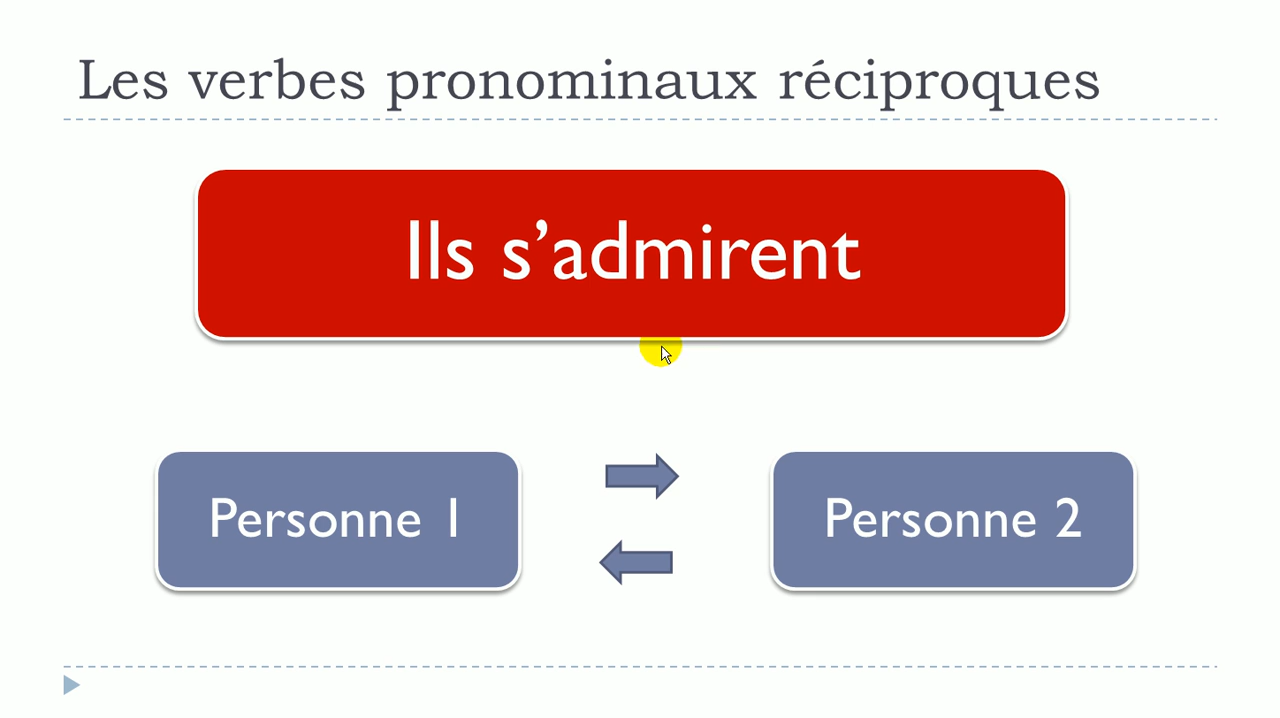 Les verbes pronominaux réciproques
Ils s’admirent
Personne 1
Personne 2